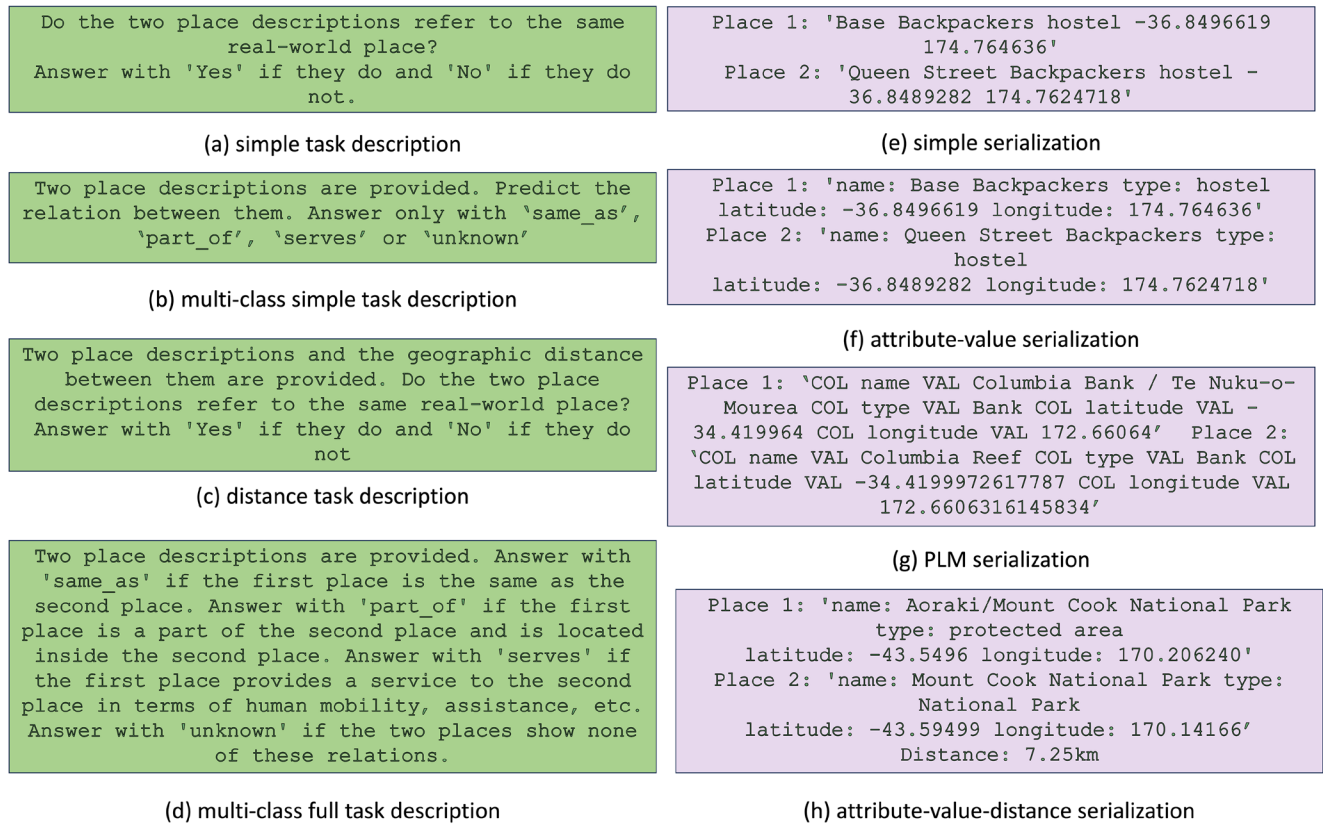 Do the two place descriptions refer to the same
real-world place?
Answer with 'Yes' if they do and 'No' if they do
not.
(a) simple task description
Two place descriptions are provided. Predict the
relation between them. Answer only with ‘same_as’,
‘part_of’, ‘serves’ or ‘unknown’
(b) multi-class simple task description
Two place descriptions and the geographic distance
between them are provided. Do the two place
descriptions refer to the same real-world place?
Answer with 'Yes' if they do and 'No' if they do
not
(c) distance task description
Two place descriptions are provided. Answer with
'same_as' if the first place is the same as the
second place. Answer with 'part_of' if the first
place is a part of the second place and is located
inside the second place. Answer with 'serves' if
the first place provides a service to the second
place in terms of human mobility, assistance, etc.
Answer with 'unknown' if the two places show none
of these relations.
(d) multi-class full task description
Place 1: 'Base Backpackers hostel -36.8496619
174.764636'
Place 2: 'Queen Street Backpackers hostel -
36.8489282 174.7624718'
(e) simple serialization
Place 1: 'name: Base Backpackers type: hostel
latitude: -36.8496619 longitude: 174.764636'
Place 2: 'name: Queen Street Backpackers type:
hostel
latitude: -36.8489282 longitude: 174.7624718'
(f) attribute-value serialization
Place 1: ‘COL name VAL Columbia Bank / Te Nuku-o-
Mourea COL type VAL Bank COL latitude VAL -
34.419964 COL longitude VAL 172.66064’ Place 2:
‘COL name VAL Columbia Reef COL type VAL Bank COL
latitude VAL -34.4199972617787 COL longitude VAL
172.6606316145834’
(g) PLM serialization
Place 1: 'name: Aoraki/Mount Cook National Park
type: protected area
latitude: -43.5496 longitude: 170.206240'
Place 2: 'name: Mount Cook National Park type:
National Park
latitude: -43.59499 longitude: 170.14166’
Distance: 7.25km
(h) attribute-value-distance serialization